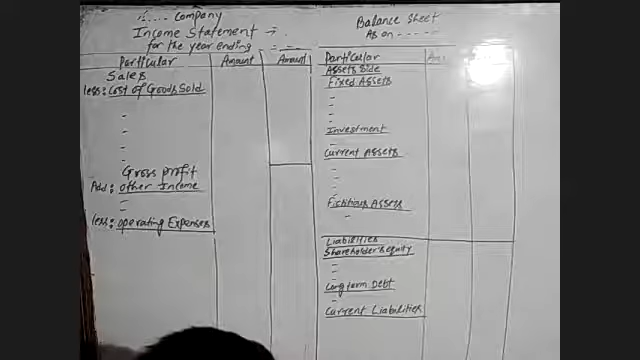 .... Company
Income Statement
for the year ending
Particular Amount Amount
Sales
less: Cost of Goods Sold
-
-
-
-
Gross profit
Add: other Income
-
-
less: operating Expenses
Balance Sheet
As on -----
Particular
Assets Side
Fixed Assets
-
-
-
Investment
-
Current Assets
-
-
-
Fictitious Assets
-
Liabilities
Shareholder's equity
-
-
Long term Debt
-
Current Liabilities